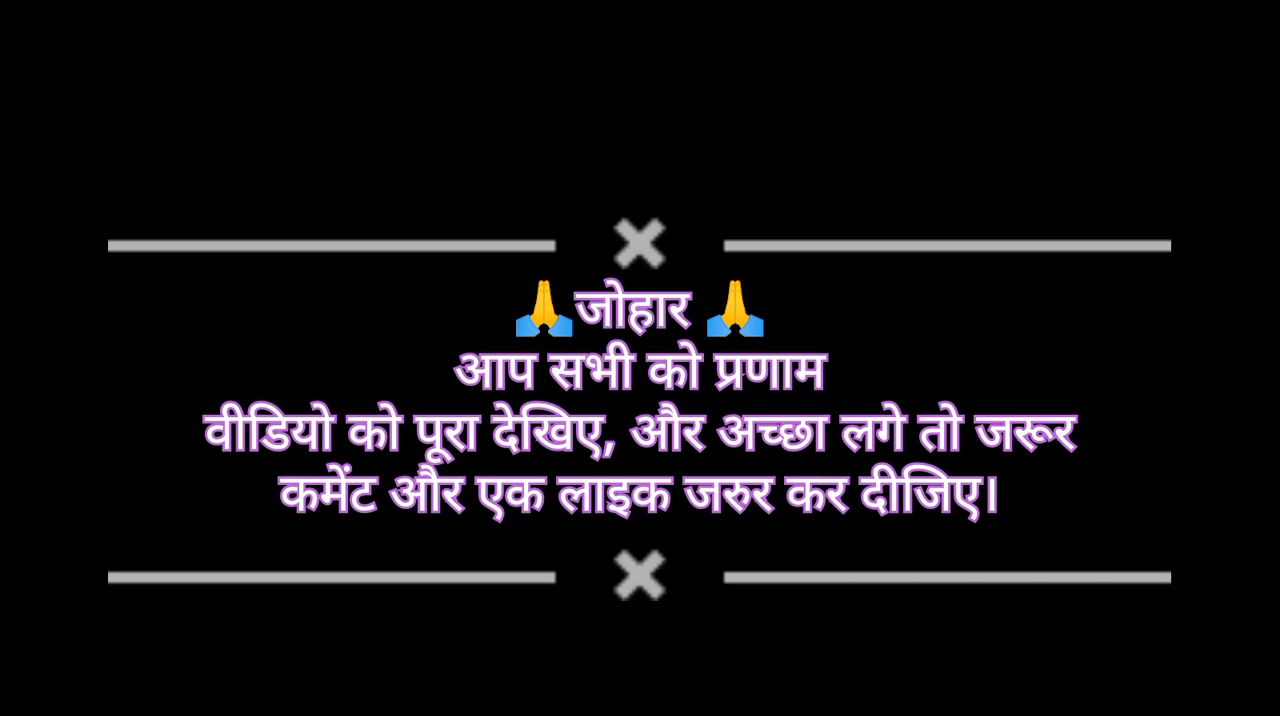 🙏जोहार 🙏
आप सभी को प्रणाम
वीडियो को पूरा देखिए, और अच्छा लगे तो जरूर
कमेंट और एक लाइक जरुर कर दीजिए।